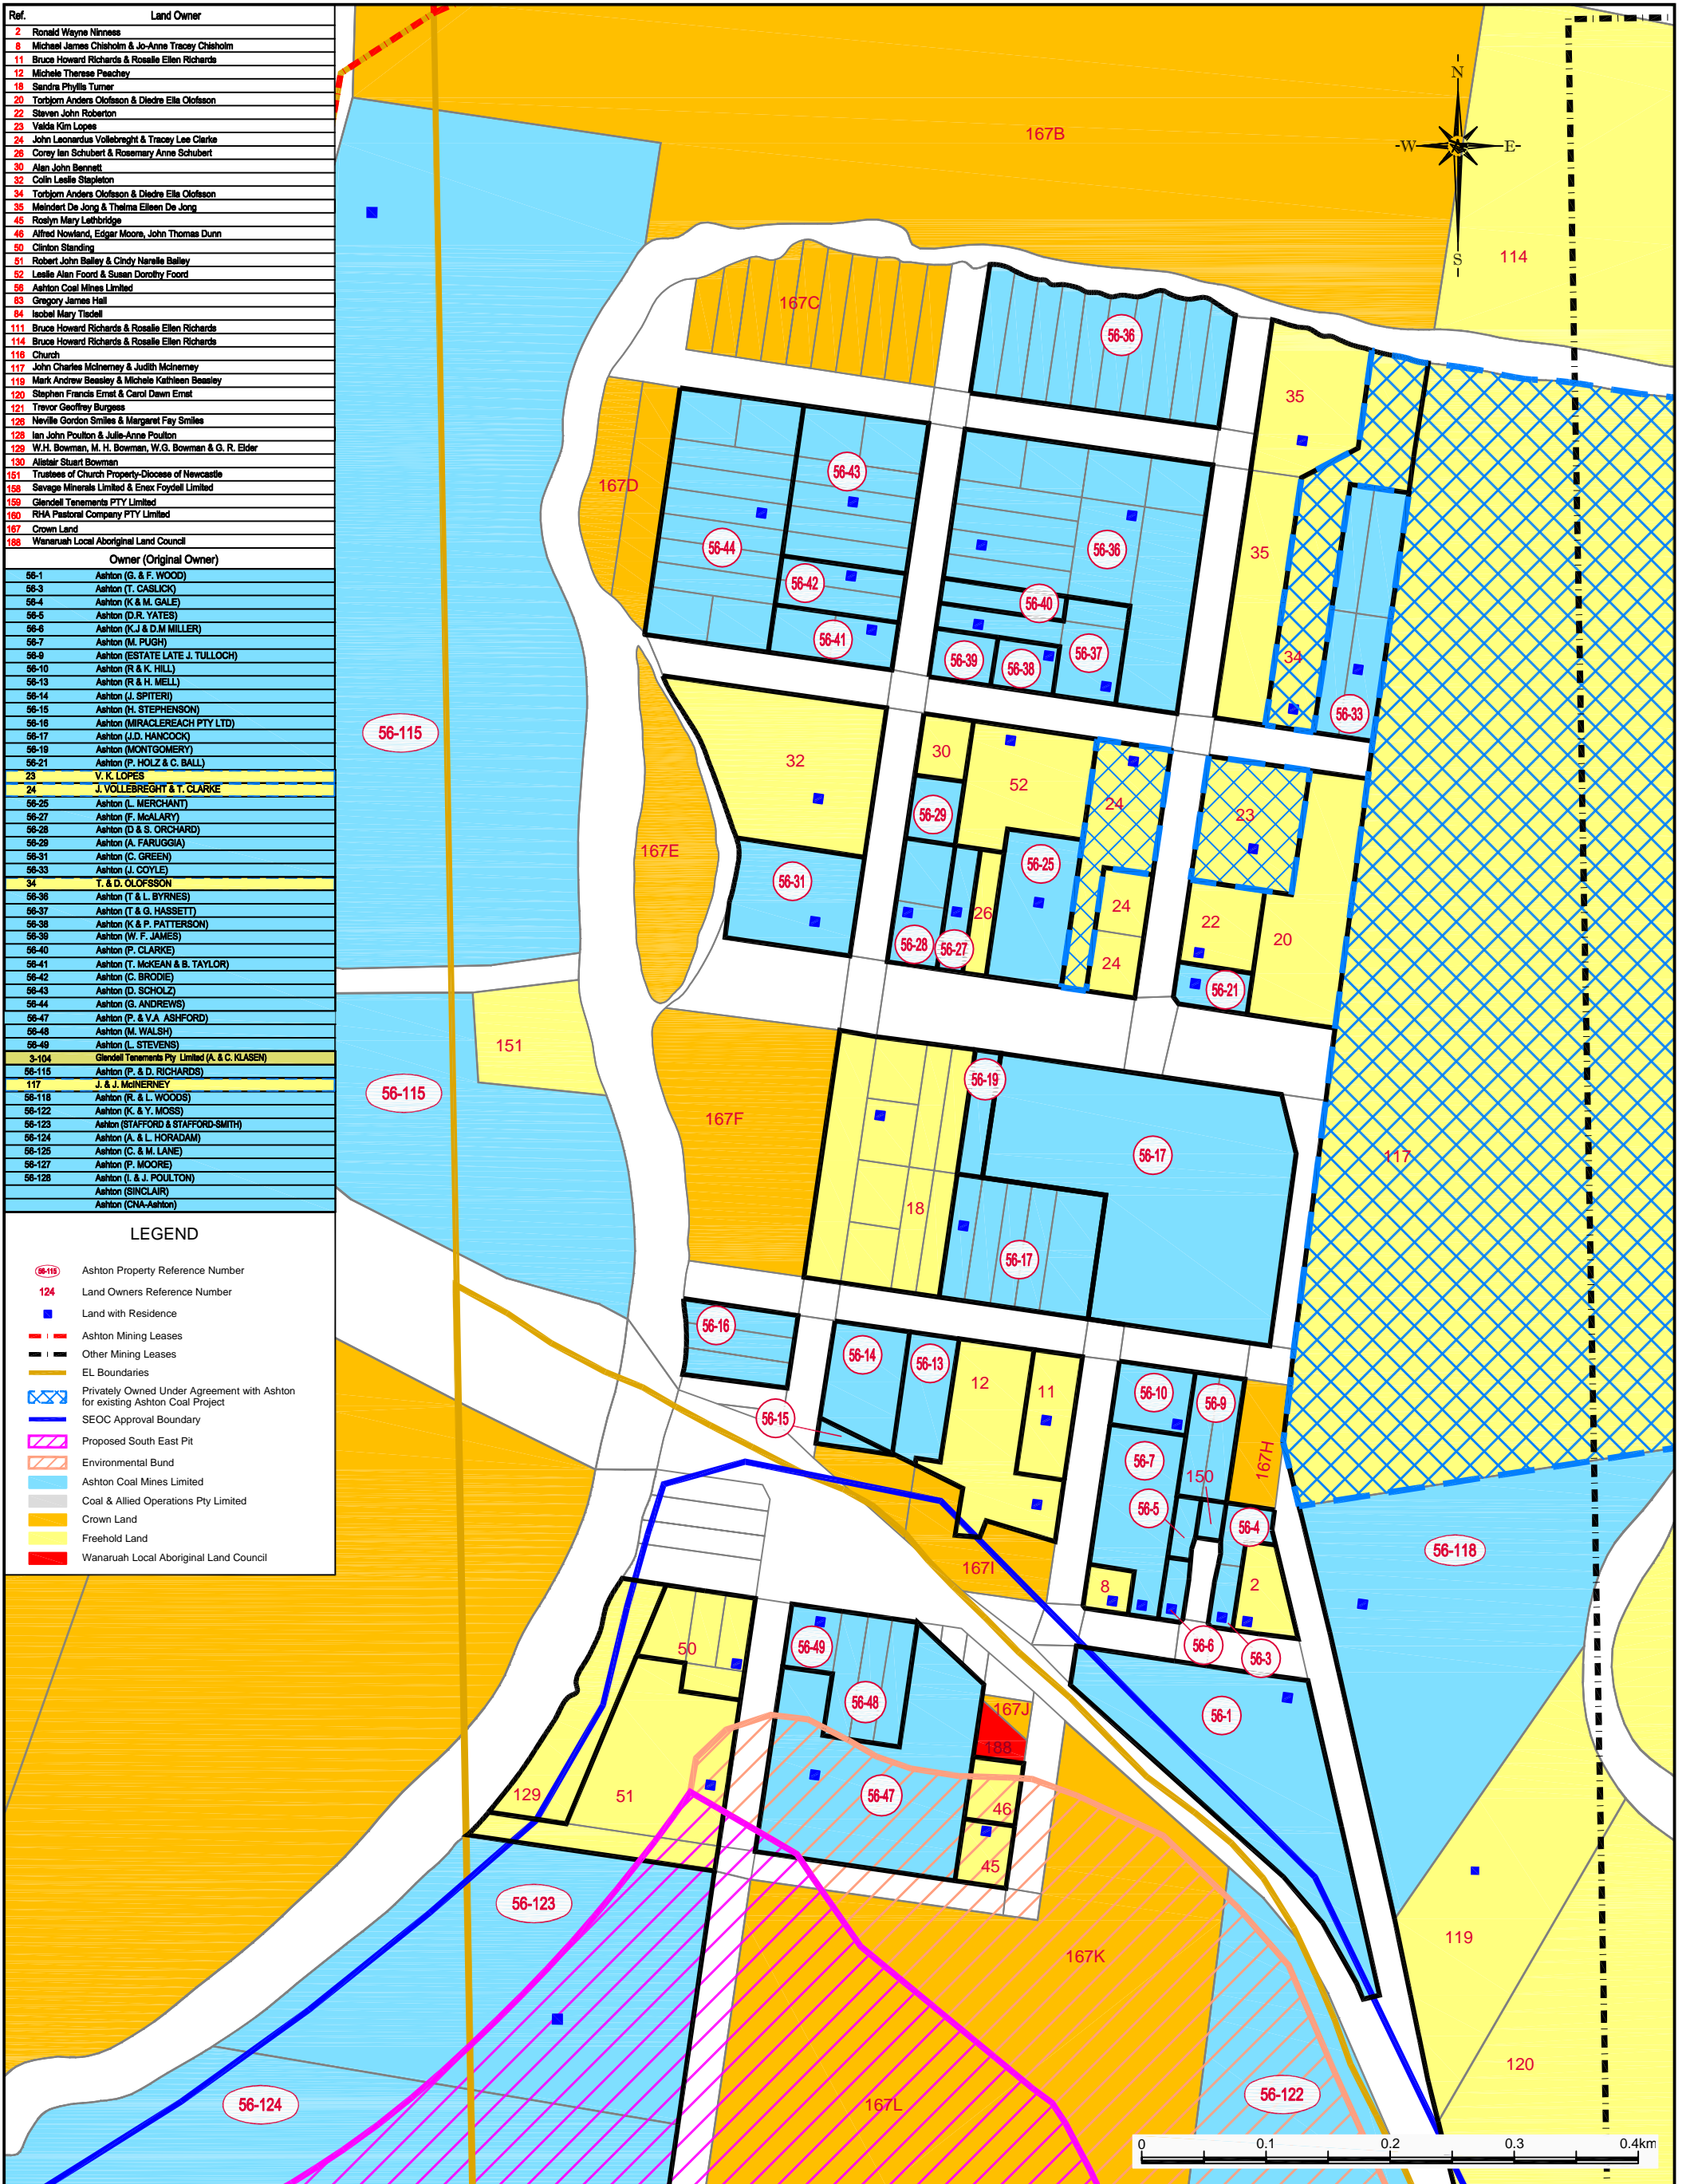 Ref. Land Owner
2 Ronald Wayne Ninness
8 Michael James Chisholm & Jo-Anne Tracey Chisholm
11 Bruce Howard Richards & Rosalie Ellen Richards
12 Michele Therese Peachey
18 Sandra Phyllis Turner
20 Torbjorn Anders Olofsson & Diedre Ella Olofsson
22 Steven John Roberton
23 Valda Kim Lopes
24 John Leonardus Vollebreght & Tracey Lee Clarke
26 Corey Ian Schubert & Rosemary Anne Schubert
30 Alan John Bennett
32 Colin Leslie Stapleton
34 Torbjorn Anders Olofsson & Diedre Ella Olofsson
35 Meindert De Jong & Thelma Eileen De Jong
45 Roslyn Mary Lethbridge
46 Alfred Nowland, Edgar Moore, John Thomas Dunn
50 Clinton Standing
51 Robert John Bailey & Cindy Narelle Bailey
52 Leslie Alan Foord & Susan Dorothy Foord
56 Ashton Coal Mines Limited
83 Gregory James Hall
84 Isobel Mary Tisdell
111 Bruce Howard Richards & Rosalie Ellen Richards
114 Bruce Howard Richards & Rosalie Ellen Richards
116 Church
117 John Charles McInerney & Judith McInerney
119 Mark Andrew Beasley & Michele Kathleen Beasley
120 Stephen Francis Ernst & Carol Dawn Ernst
121 Trevor Geoffrey Burgess
126 Neville Gordon Smiles & Margaret Fay Smiles
128 Ian John Poulton & Julie-Anne Poulton
129 W.H. Bowman, M. H. Bowman, W.G. Bowman & G. R. Elder
130 Alistair Stuart Bowman
151 Trustees of Church Property-Diocese of Newcastle
158 Savage Minerals Limited & Enex Foydell Limited
159 Glendell Tenements PTY Limited
160 RHA Pastoral Company PTY Limited
167 Crown Land
188 Wanaruah Local Aboriginal Land Council
Owner (Original Owner)
56-1 Ashton (G. & F. WOOD)
56-3 Ashton (T. CASLICK)
56-4 Ashton (K & M. GALE)
56-5 Ashton (D.R. YATES)
56-6 Ashton (K.J & D.M MILLER)
56-7 Ashton (M. PUGH)
56-9 Ashton (ESTATE LATE J. TULLOCH)
56-10 Ashton (R & K. HILL)
56-13 Ashton (R & H. MELL)
56-14 Ashton (J. SPITERI)
56-15 Ashton (H. STEPHENSON)
56-16 Ashton (MIRACLEREACH PTY LTD)
56-17 Ashton (J.D. HANCOCK)
56-19 Ashton (MONTGOMERY)
56-21 Ashton (P. HOLZ & C. BALL)
23 V. K. LOPES
24 J. VOLLEBREGHT & T. CLARKE
56-25 Ashton (L. MERCHANT)
56-27 Ashton (F. McALARY)
56-28 Ashton (D & S. ORCHARD)
56-29 Ashton (A. FARUGGIA)
56-31 Ashton (C. GREEN)
56-33 Ashton (J. COYLE)
34 T. & D. OLOFSSON
56-36 Ashton (T & L. BYRNES)
56-37 Ashton (T & G. HASSETT)
56-38 Ashton (K & P. PATTERSON)
56-39 Ashton (W. F. JAMES)
56-40 Ashton (P. CLARKE)
56-41 Ashton (T. McKEAN & B. TAYLOR)
56-42 Ashton (C. BRODIE)
56-43 Ashton (D. SCHOLZ)
56-44 Ashton (G. ANDREWS)
56-47 Ashton (P. & V.A ASHFORD)
56-48 Ashton (M. WALSH)
56-49 Ashton (L. STEVENS)
3-104 Glendell Tenements Pty Limited (A. & C. KLASEN)
56-115 Ashton (P. & D. RICHARDS)
117 J. & J. McINERNEY
56-118 Ashton (R. & L. WOODS)
56-122 Ashton (K. & Y. MOSS)
56-123 Ashton (STAFFORD & STAFFORD-SMITH)
56-124 Ashton (A. & L. HORADAM)
56-125 Ashton (C. & M. LANE)
56-127 Ashton (P. MOORE)
56-128 Ashton (I. & J. POULTON)
Ashton (SINCLAIR)
Ashton (CNA-Ashton)
LEGEND
56-115 Ashton Property Reference Number
124 Land Owners Reference Number
Land with Residence
Ashton Mining Leases
Other Mining Leases
EL Boundaries
Privately Owned Under Agreement with Ashton
for existing Ashton Coal Project
SEOC Approval Boundary
Proposed South East Pit
Environmental Bund
Ashton Coal Mines Limited
Coal & Allied Operations Pty Limited
Crown Land
Freehold Land
Wanaruah Local Aboriginal Land Council
N
W E
S
167B
114
167C
56-36
35
56-43
167D
56-44
56-36
35
56-42
56-40
56-41
56-39
56-38
56-37
34
56-33
56-115
32
30
52
24
23
56-29
167E
56-25
56-31
26
24
22
20
56-28
56-27
24
56-21
151
56-19
56-115
167F
56-17
117
18
56-17
56-16
56-14
56-13
12
11
56-10
56-9
56-15
56-7
150
167H
56-5
56-4
56-118
167I
8
2
56-6
56-3
50
56-49
56-48
167J
56-1
188
129
51
56-47
46
45
56-123
119
167K
120
56-124
167L
56-122
0 0.1 0.2 0.3 0.4km